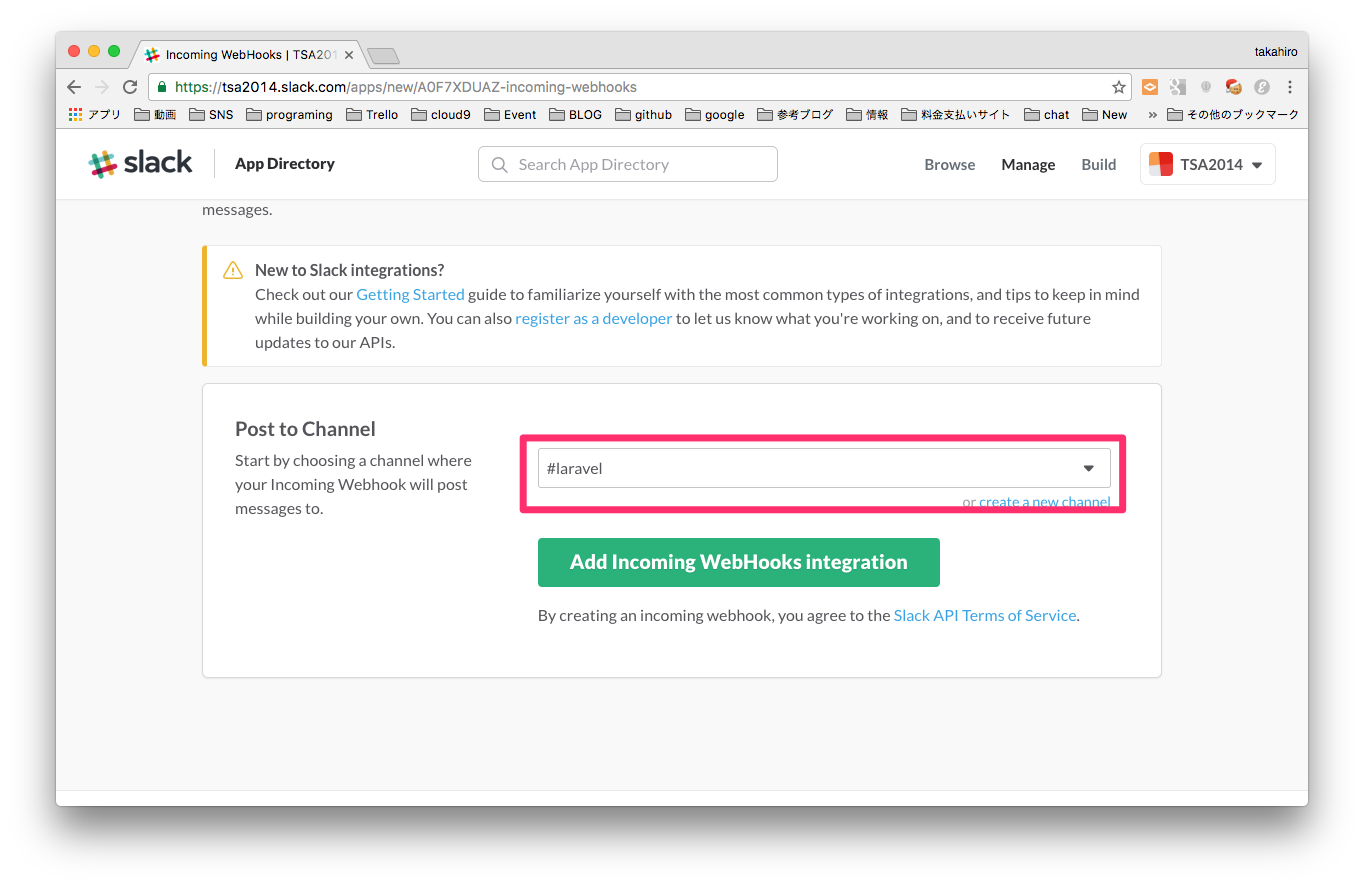 Incoming WebHooks | TSA201
takahiro
https://tsa2014.slack.com/apps/new/A0F7XDUAZ-incoming-webhooks
アプリ 動画 SNS programing Trello cloud9 Event BLOG github google 参考ブログ 情報 料金支払いサイト chat New » その他のブックマーク
slack App Directory Search App Directory Browse Manage Build TSA2014
messages.
New to Slack integrations?
Check out our Getting Started guide to familiarize yourself with the most common types of integrations, and tips to keep in mind
while building your own. You can also register as a developer to let us know what you're working on, and to receive future
updates to our APIs.
Post to Channel
Start by choosing a channel where
your Incoming Webhook will post
messages to.
#laravel
or create a new channel
Add Incoming WebHooks integration
By creating an incoming webhook, you agree to the Slack API Terms of Service.